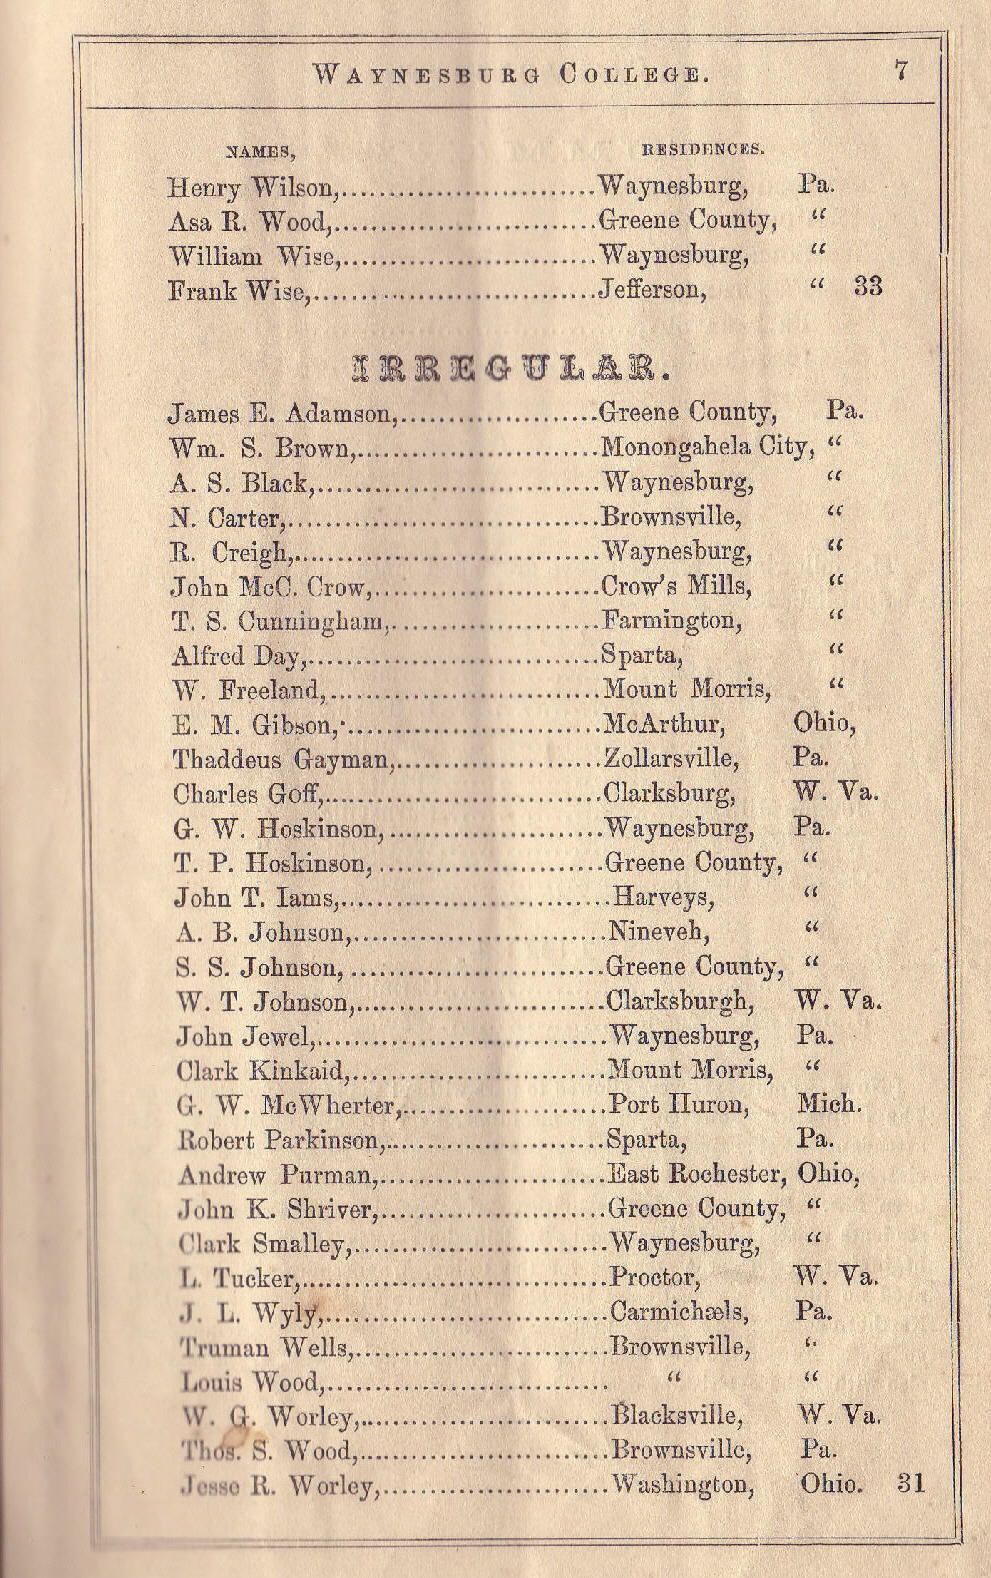 WAYNESBURG COLLEGE. 7
NAMES, RESIDENCES.
Henry Wilson,............................Waynesburg, Pa.
Asa R. Wood,............................Greene County, “
William Wise,............................Waynesburg, “
Frank Wise,...............................Jefferson, “ 33
IRREGULAR.
James E. Adamson,.....................Greene County, Pa.
Wm. S. Brown,..........................Monongahela City, “
A. S. Black,..............................Waynesburg, “
N. Carter,.................................Brownsville, “
R. Creigh,.................................Waynesburg, “
John McC. Crow,........................Crow's Mills, “
T. S. Cunningham,......................Farmington, “
Alfred Day,...............................Sparta, “
W. Freeland,.............................Mount Morris, “
E. M. Gibson,............................McArthur, Ohio,
Thaddeus Gayman,......................Zollarsville, Pa.
Charles Goff,.............................Clarksburg, W. Va.
G. W. Hoskinson,.......................Waynesburg, Pa.
T. P. Hoskinson,........................Greene County, “
John T. Iams,.............................Harveys, “
A. B. Johnson,...........................Nineveh, “
S. S. Johnson,...........................Greene County, “
W. T. Johnson,..........................Clarksburgh, W. Va.
John Jewel,...............................Waynesburg, Pa.
Clark Kinkaid,...........................Mount Morris, “
G. W. McWherter,......................Port Huron, Mich.
Robert Parkinson,.......................Sparta, Pa.
Andrew Purman,........................East Rochester, Ohio,
John K. Shriver,........................Greene County, “
Clark Smalley,...........................Waynesburg, “
L. Tucker,.................................Proctor, W. Va.
J. L. Wyly,...............................Carmichæls, Pa.
Truman Wells,...........................Brownsville, “
Louis Wood,.............................. “ “
W. G. Worley,...........................Blacksville, W. Va.
Thos. S. Wood,...........................Brownsville, Pa.
Jesse R. Worley,........................Washington, Ohio. 31